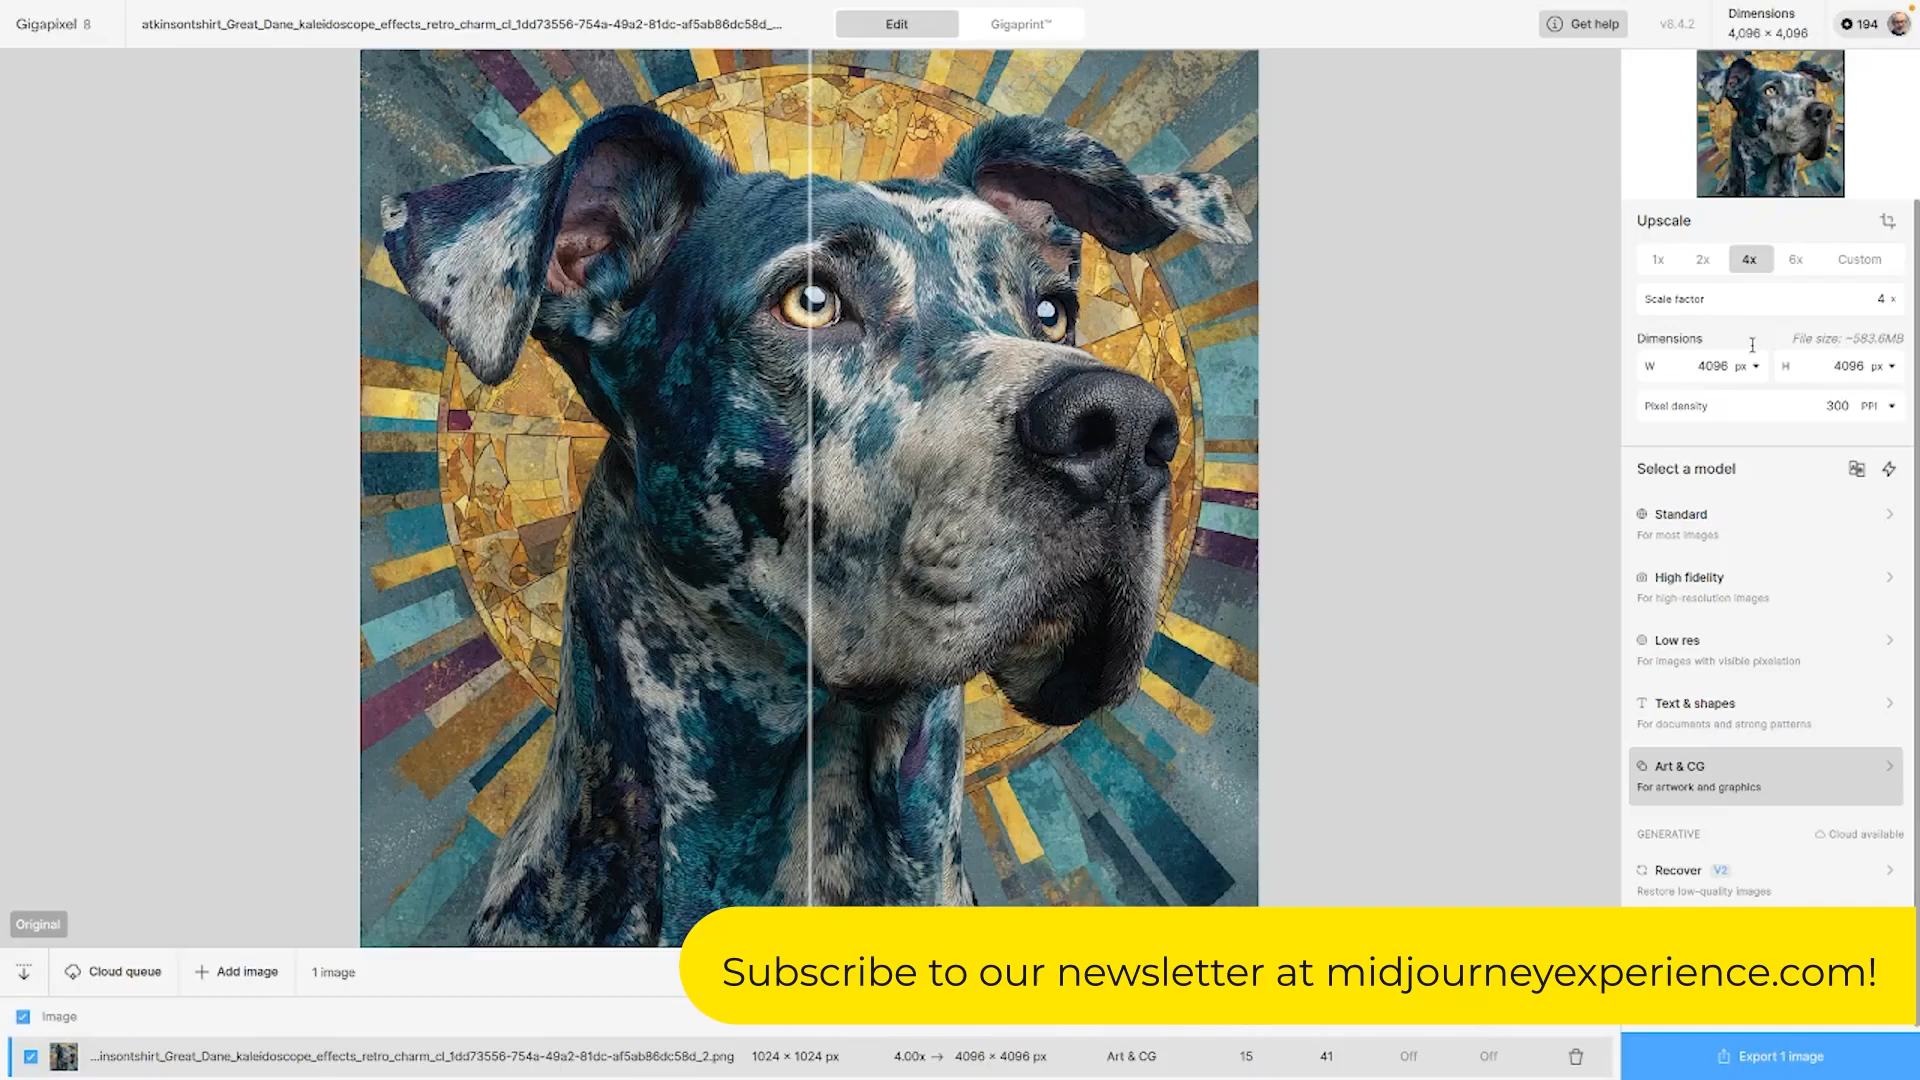 Gigapixel 8
atkinsontshirt_Great_Dane_kaleidoscope_effects_retro_charm_cl_1dd73556-754a-49a2-81dc-af5ab86dc58d_...
Edit
Gigaprint™
Get help
v8.4.2
Dimensions
4,096 × 4,096
194
Upscale
1x 2x 4x 6x Custom
Scale factor 4 x
Dimensions File size: ~583.6MB
W 4096 px H 4096 px
Pixel density 300 PPI
Select a model
Standard
For most images
High fidelity
For high-resolution images
Low res
For images with visible pixelation
Text & shapes
For documents and strong patterns
Art & CG
For artwork and graphics
GENERATIVE Cloud available
Recover V2
Restore low-quality images
Original
Cloud queue
Add image
1 image
Subscribe to our newsletter at midjourneyexperience.com!
Image
...insontshirt_Great_Dane_kaleidoscope_effects_retro_charm_cl_1dd73556-754a-49a2-81dc-af5ab86dc58d_2.png 1024 × 1024 px 4.00x → 4096 × 4096 px Art & CG 15 41 Off Off
Export 1 image